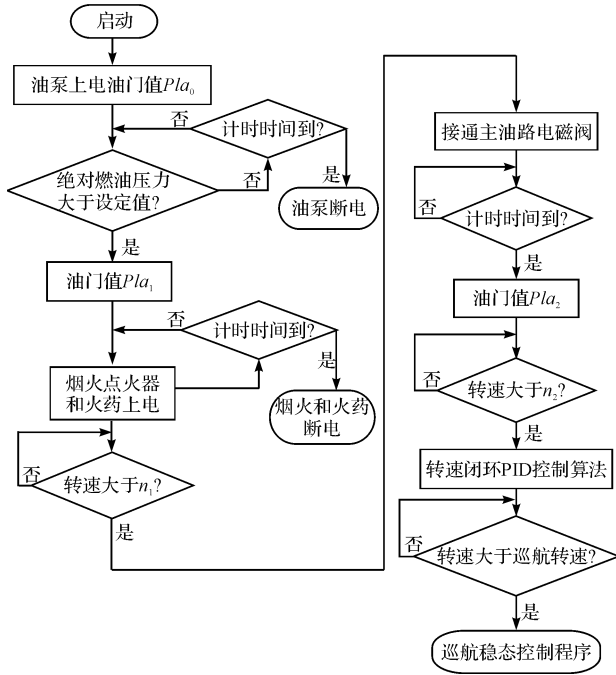 启动
油泵上电油门值Pla0
否
计时时间到?
绝对燃油压力
大于设定值?
否
是
油泵断电
是
油门值Pla1
否
计时时间到?
是
烟火点火器
和火药上电
烟火和火药
断电
否
转速大于n1?
是
接通主油路电磁阀
否
计时时间到?
是
油门值Pla2
否
转速大于n2?
是
转速闭环PID控制算法
否
转速大于巡航转速?
是
巡航稳态控制程序